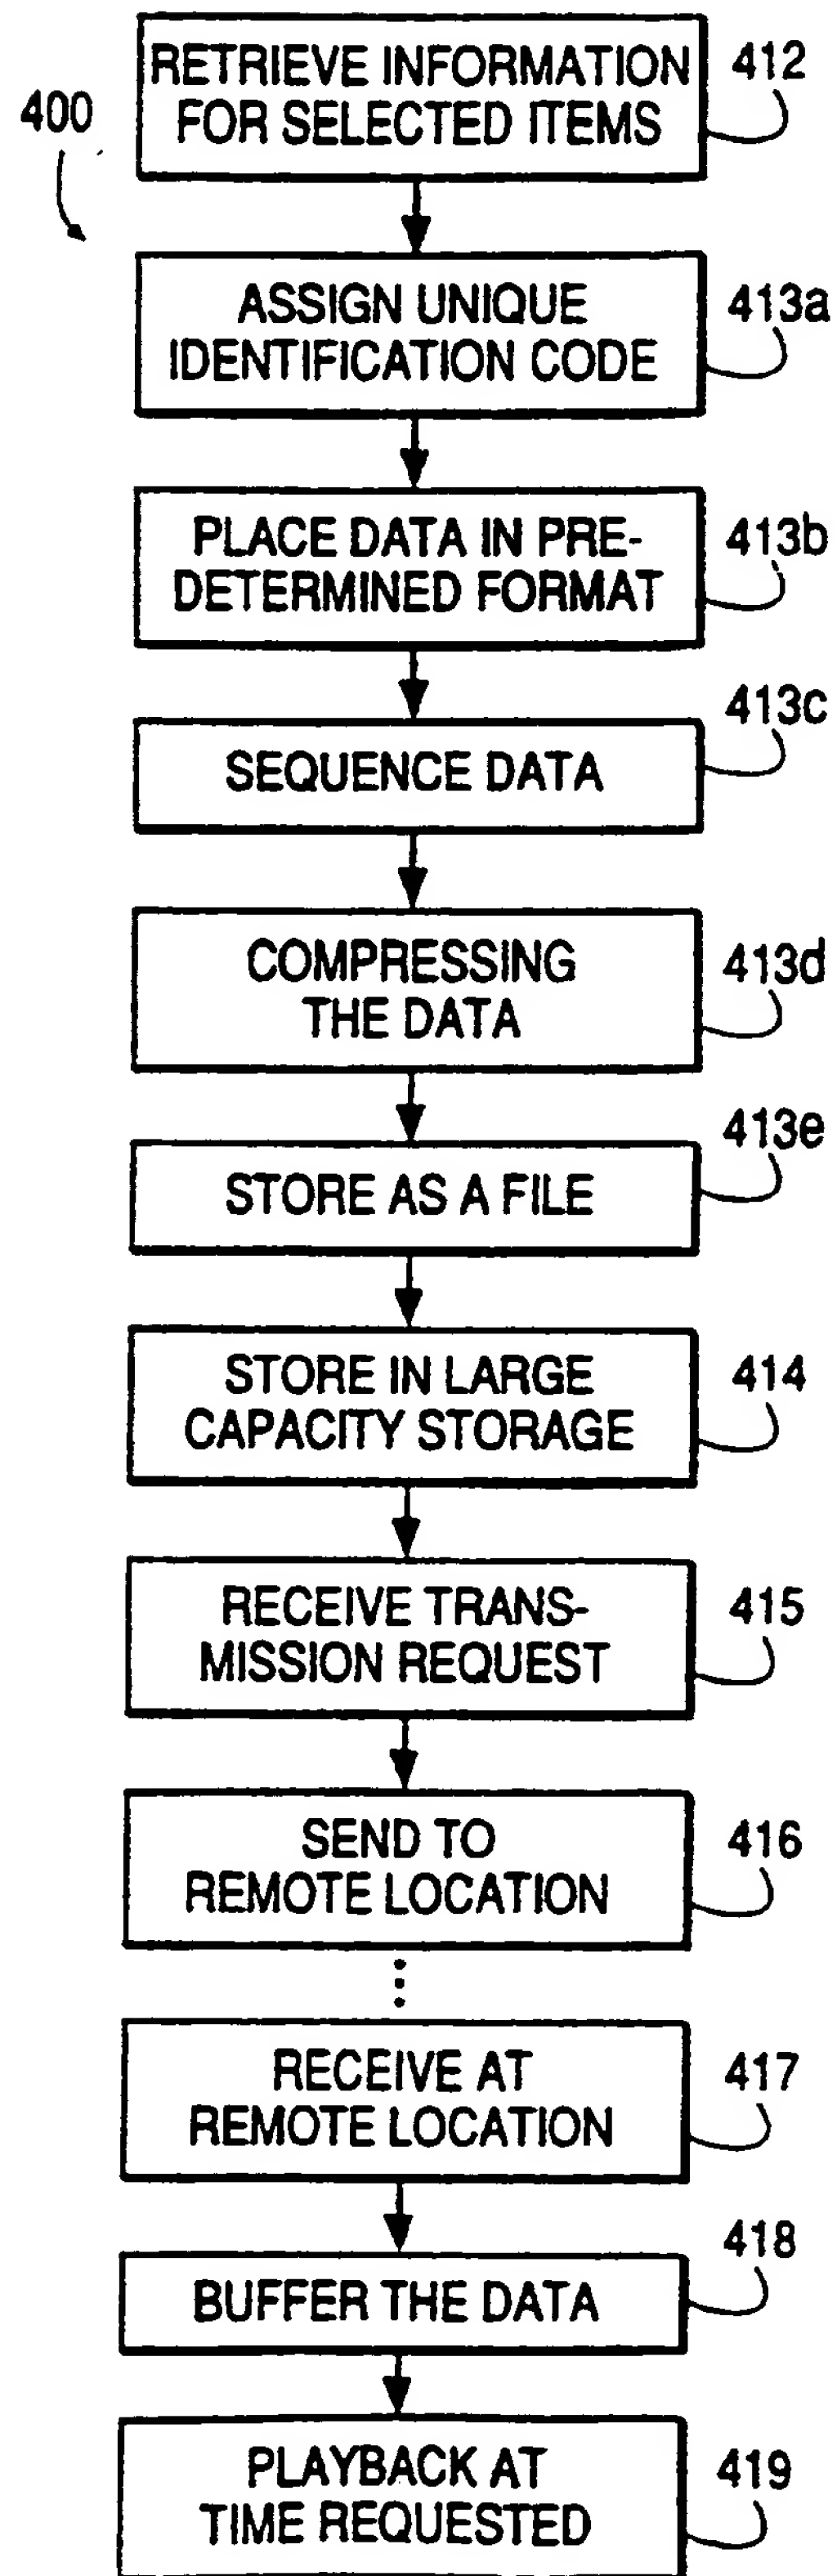 RETRIEVE INFORMATION
FOR SELECTED ITEMS
412
400
ASSIGN UNIQUE
IDENTIFICATION CODE
413a
PLACE DATA IN PRE-
DETERMINED FORMAT
413b
SEQUENCE DATA
413c
COMPRESSING
THE DATA
413d
STORE AS A FILE
413e
STORE IN LARGE
CAPACITY STORAGE
414
RECEIVE TRANS-
MISSION REQUEST
415
SEND TO
REMOTE LOCATION
416
RECEIVE AT
REMOTE LOCATION
417
BUFFER THE DATA
418
PLAYBACK AT
TIME REQUESTED
419